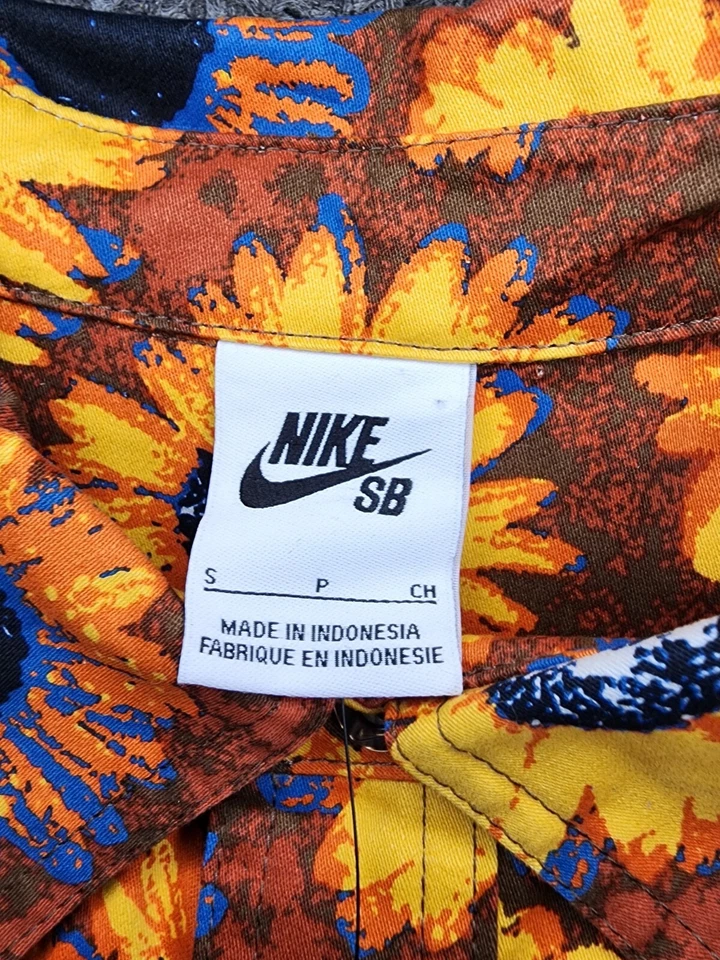 NIKE
SB
S P CH
MADE IN INDONESIA
FABRIQUE EN INDONESIE